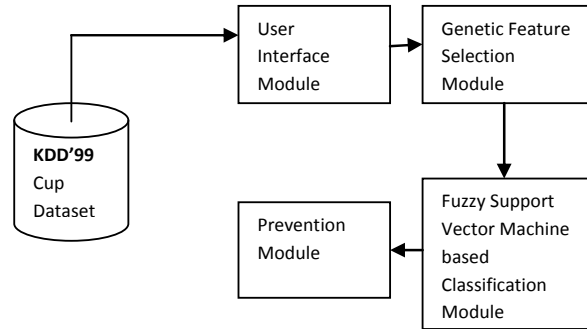 User
Interface
Module
Genetic Feature
Selection
Module
KDD'99
Cup
Dataset
Prevention
Module
Fuzzy Support
Vector Machine
based
Classification
Module